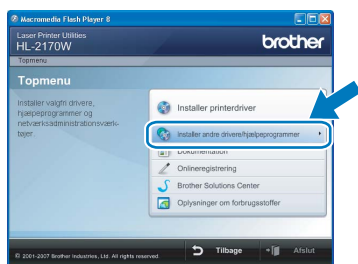 Macromedia Flash Player 8
Laser Printer Utilities
HL-2170W
brother
Topmenu
Topmenu
Installer valgfri drivere,
hjælpeprogrammer og
netværksadministrationsværk-
tøjer.
Installer printerdriver
Installer andre drivere/hjælpeprogrammer
Dokumentation
Onlineregistrering
Brother Solutions Center
Oplysninger om forbrugsstoffer
© 2001-2007 Brother Industries, Ltd. All rights reserved.
Tilbage
Afslut